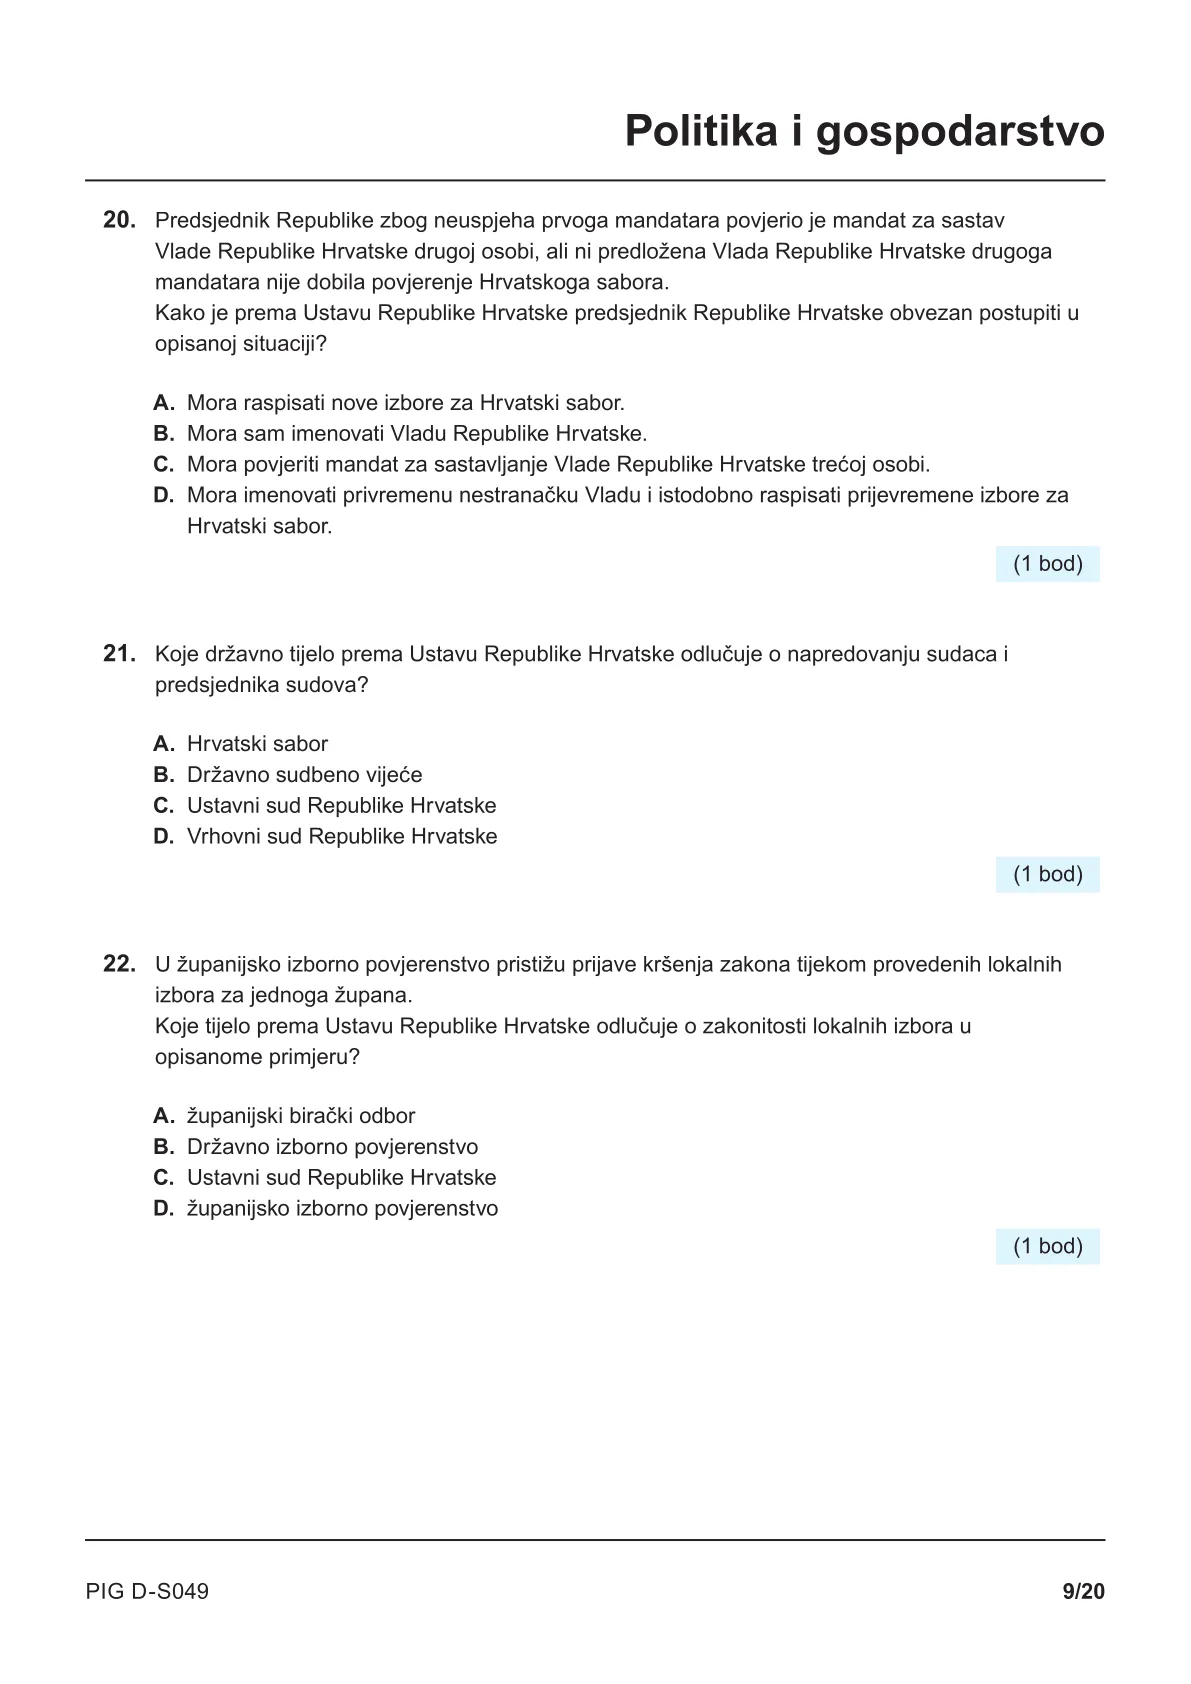 Politika i gospodarstvo
20. Predsjednik Republike zbog neuspjeha prvoga mandatara povjerio je mandat za sastav
Vlade Republike Hrvatske drugoj osobi, ali ni predložena Vlada Republike Hrvatske drugoga
mandatara nije dobila povjerenje Hrvatskoga sabora.
Kako je prema Ustavu Republike Hrvatske predsjednik Republike Hrvatske obvezan postupiti u
opisanoj situaciji?
A. Mora raspisati nove izbore za Hrvatski sabor.
B. Mora sam imenovati Vladu Republike Hrvatske.
C. Mora povjeriti mandat za sastavljanje Vlade Republike Hrvatske trećoj osobi.
D. Mora imenovati privremenu nestranačku Vladu i istodobno raspisati prijevremene izbore za
Hrvatski sabor.
(1 bod)
21. Koje državno tijelo prema Ustavu Republike Hrvatske odlučuje o napredovanju sudaca i
predsjednika sudova?
A. Hrvatski sabor
B. Državno sudbeno vijeće
C. Ustavni sud Republike Hrvatske
D. Vrhovni sud Republike Hrvatske
(1 bod)
22. U županijsko izborno povjerenstvo pristižu prijave kršenja zakona tijekom provedenih lokalnih
izbora za jednoga župana.
Koje tijelo prema Ustavu Republike Hrvatske odlučuje o zakonitosti lokalnih izbora u
opisanome primjeru?
A. županijski birački odbor
B. Državno izborno povjerenstvo
C. Ustavni sud Republike Hrvatske
D. županijsko izborno povjerenstvo
(1 bod)
PIG D-S049
9/20